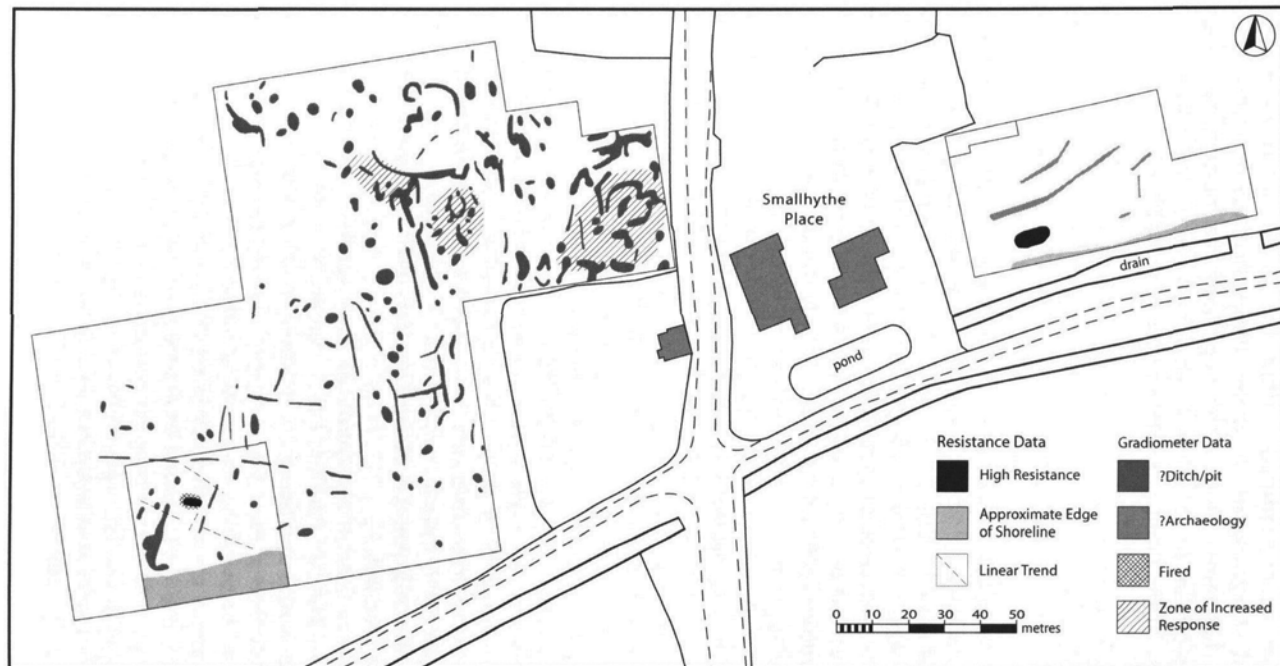 Smallhythe
Place
drain
pond
Resistance Data
High Resistance
Approximate Edge
of Shoreline
Linear Trend
Gradiometer Data
?Ditch/pit
?Archaeology
Fired
Zone of Increased
Response
0 10 20 30 40 50
metres